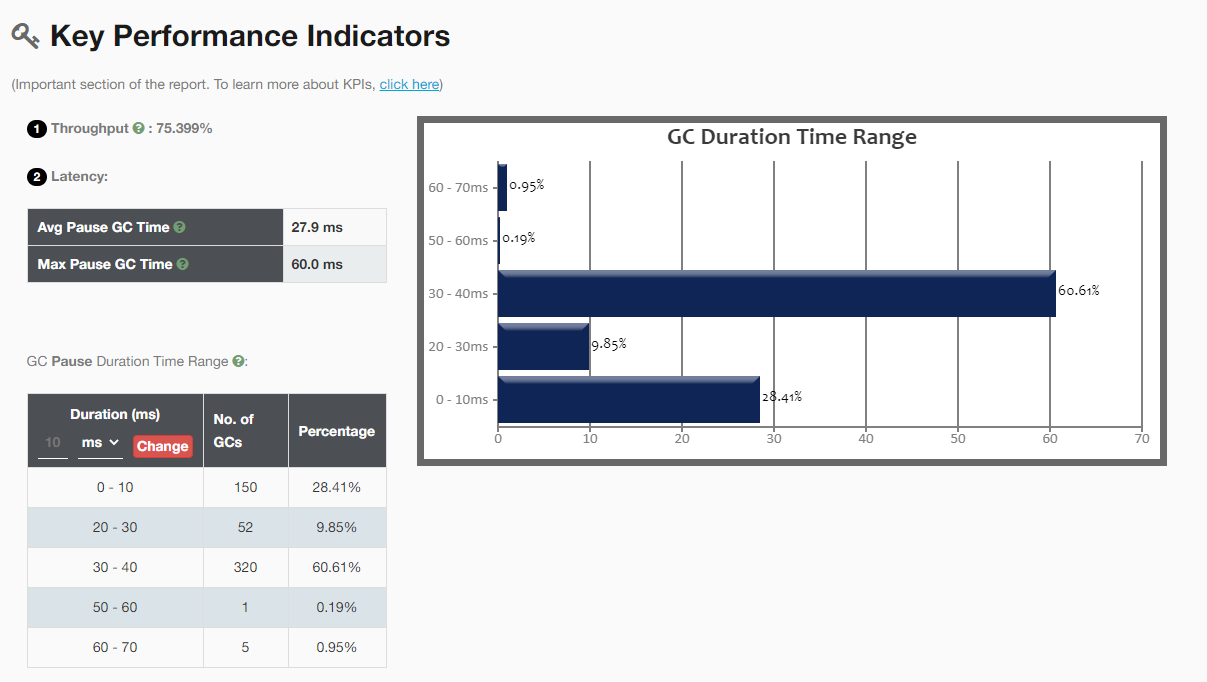 Key Performance Indicators
(Important section of the report. To learn more about KPIs, click here)
1 Throughput ? : 75.399%
2 Latency:
Avg Pause GC Time ? 27.9 ms
Max Pause GC Time ? 60.0 ms
GC Pause Duration Time Range ?:
Duration (ms) No. of GCs Percentage
10 ms Change
0 - 10 150 28.41%
20 - 30 52 9.85%
30 - 40 320 60.61%
50 - 60 1 0.19%
60 - 70 5 0.95%
GC Duration Time Range
60 - 70ms 0.95%
50 - 60ms 0.19%
30 - 40ms 60.61%
20 - 30ms 9.85%
0 - 10ms 28.41%
0 10 20 30 40 50 60 70